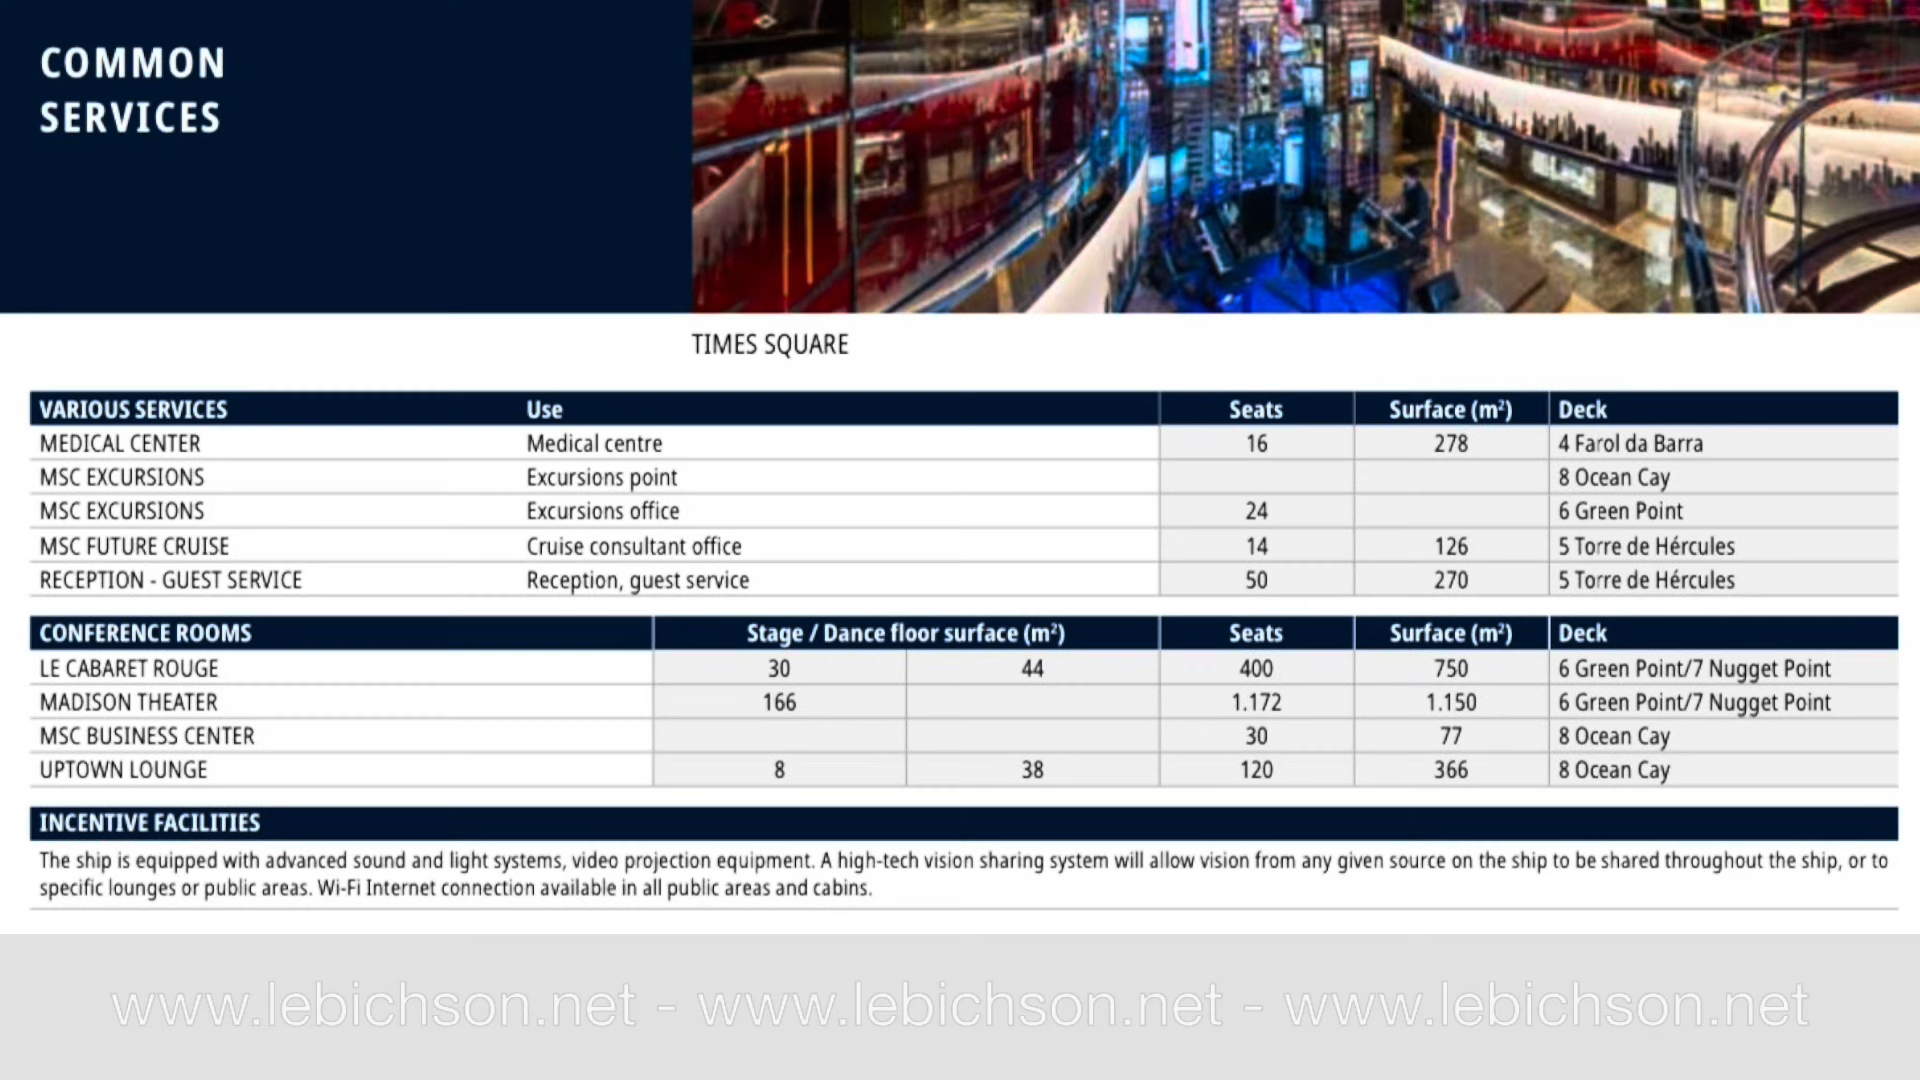 COMMON
SERVICES
TIMES SQUARE
VARIOUS SERVICES Use Seats Surface (m²) Deck
MEDICAL CENTER Medical centre 16 278 4 Farol da Barra
MSC EXCURSIONS Excursions point 8 Ocean Cay
MSC EXCURSIONS Excursions office 24 6 Green Point
MSC FUTURE CRUISE Cruise consultant office 14 126 5 Torre de Hércules
RECEPTION - GUEST SERVICE Reception, guest service 50 270 5 Torre de Hércules
CONFERENCE ROOMS Stage / Dance floor surface (m²) Seats Surface (m²) Deck
LE CABARET ROUGE 30 44 400 750 6 Green Point/7 Nugget Point
MADISON THEATER 166 1.172 1.150 6 Green Point/7 Nugget Point
MSC BUSINESS CENTER 30 77 8 Ocean Cay
UPTOWN LOUNGE 8 38 120 366 8 Ocean Cay
INCENTIVE FACILITIES
The ship is equipped with advanced sound and light systems, video projection equipment. A high-tech vision sharing system will allow vision from any given source on the ship to be shared throughout the ship, or to
specific lounges or public areas. Wi-Fi Internet connection available in all public areas and cabins.
www.lebichson.net - www.lebichson.net - www.lebichson.net